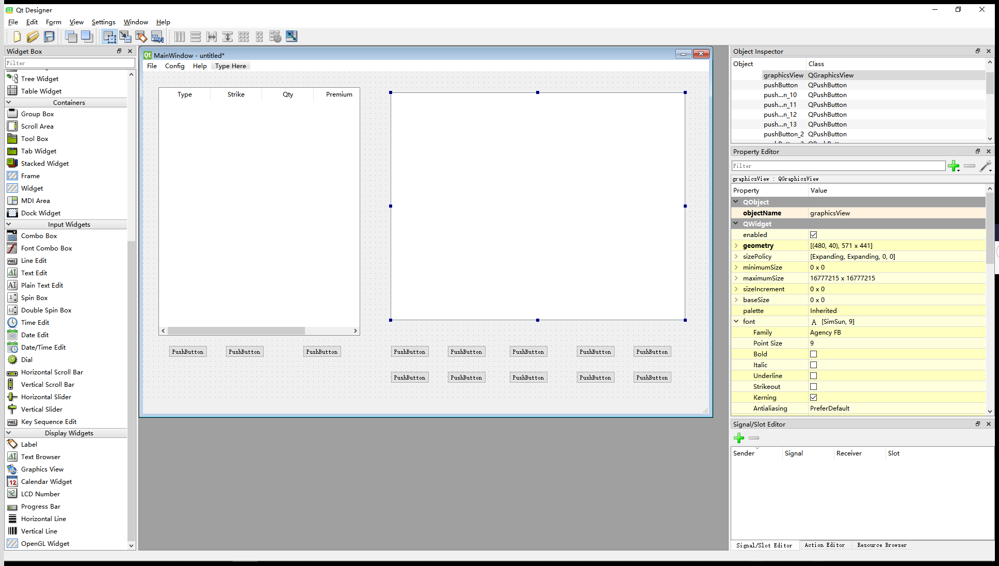 Qt Designer
File Edit Form View Settings Window Help
Widget Box
Filter
Tree Widget
Table Widget
Containers
Group Box
Scroll Area
Tool Box
Tab Widget
Stacked Widget
Frame
Widget
MDI Area
Dock Widget
Input Widgets
Combo Box
Font Combo Box
Line Edit
Text Edit
Plain Text Edit
Spin Box
Double Spin Box
Time Edit
Date Edit
Date/Time Edit
Dial
Horizontal Scroll Bar
Vertical Scroll Bar
Horizontal Slider
Vertical Slider
Key Sequence Edit
Display Widgets
Label
Text Browser
Graphics View
Calendar Widget
LCD Number
Progress Bar
Horizontal Line
Vertical Line
OpenGL Widget
MainWindow - untitled*
File Config Help Type Here
Type Strike Qty Premium
PushButton PushButton PushButton PushButton PushButton PushButton PushButton PushButton
PushButton PushButton PushButton PushButton PushButton
Object Inspector
Object Class
graphicsView QGraphicsView
pushButton QPushButton
push...n_10 QPushButton
push...n_11 QPushButton
push...n_12 QPushButton
push...n_13 QPushButton
pushButton_2 QPushButton
Property Editor
Filter
graphicsView : QGraphicsView
Property Value
QObject
objectName graphicsView
QWidget
enabled
geometry [(480, 40), 571 x 441]
sizePolicy [Expanding, Expanding, 0, 0]
minimumSize 0 x 0
maximumSize 16777215 x 16777215
sizeIncrement 0 x 0
baseSize 0 x 0
palette Inherited
font A [SimSun, 9]
Family Agency FB
Point Size 9
Bold
Italic
Underline
Strikeout
Kerning
Antialiasing PreferDefault
Signal/Slot Editor
Sender Signal Receiver Slot
Signal/Slot Editor Action Editor Resource Browser